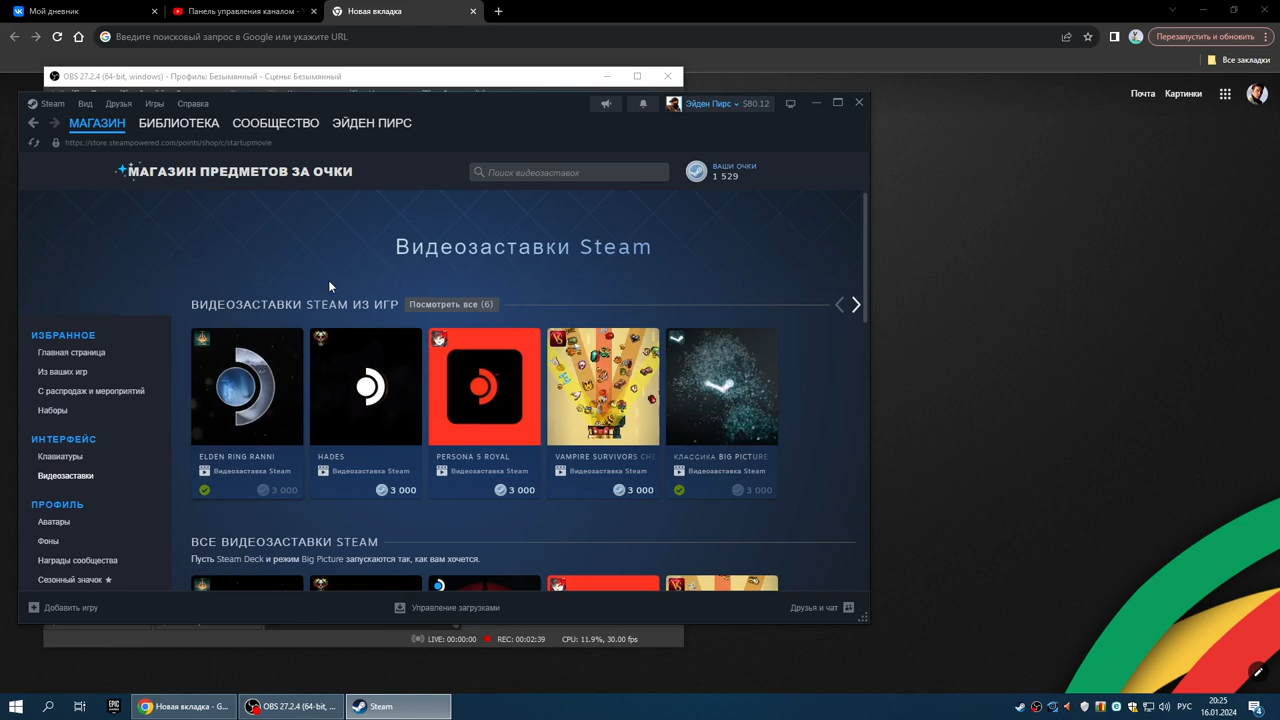 Мой дневник
Панель управления каналом -
Новая вкладка
Введите поисковый запрос в Google или укажите URL
Перезапустить и обновить
Все закладки
OBS 27.2.4 (64-bit, windows) - Профиль: Безымянный - Сцены: Безымянный
Почта Картинки
Steam Вид Друзья Игры Справка
Эйден Пирс $80.12
МАГАЗИН БИБЛИОТЕКА СООБЩЕСТВО ЭЙДЕН ПИРС
https://store.steampowered.com/points/shop/c/startupmovie
МАГАЗИН ПРЕДМЕТОВ ЗА ОЧКИ
Поиск видеозаставок
ВАШИ ОЧКИ
1 529
Видеозаставки Steam
ВИДЕОЗАСТАВКИ STEAM ИЗ ИГР
Посмотреть все (6)
ИЗБРАННОЕ
Главная страница
Из ваших игр
С распродаж и мероприятий
Наборы
ИНТЕРФЕЙС
Клавиатуры
Видеозаставки
ПРОФИЛЬ
Аватары
Фоны
Награды сообщества
Сезонный значок ★
ELDEN RING RANNI
Видеозаставка Steam
3 000
HADES
Видеозаставка Steam
3 000
PERSONA 5 ROYAL
Видеозаставка Steam
3 000
VAMPIRE SURVIVORS CHE
Видеозаставка Steam
3 000
КЛАССИКА BIG PICTURE
Видеозаставка Steam
3 000
ВСЕ ВИДЕОЗАСТАВКИ STEAM
Пусть Steam Deck и режим Big Picture запускаются так, как вам хочется.
Добавить игру
Управление загрузками
Друзья и чат
LIVE: 00:00:00 REC: 00:02:39 CPU: 11.9%, 30.00 fps
EPIC
Новая вкладка - G...
OBS 27.2.4 (64-bit, ...
Steam
РУС
20:25
16.01.2024
4